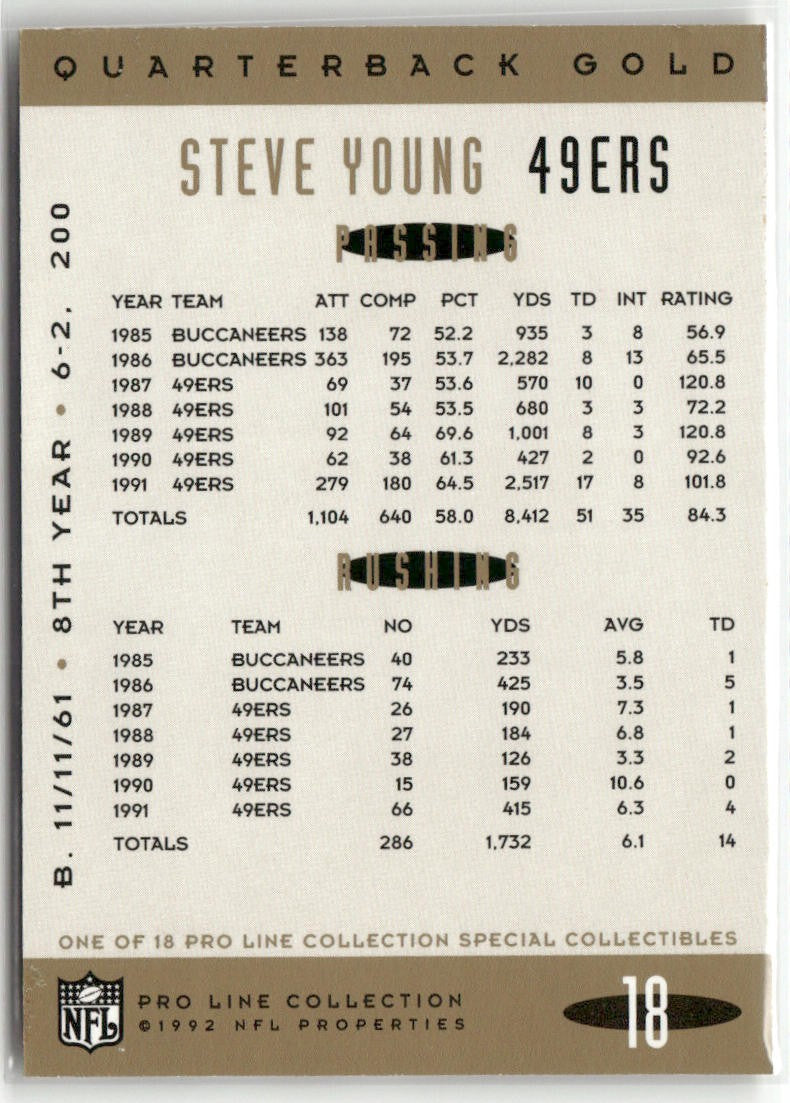 QUARTERBACK GOLD
STEVE YOUNG 49ERS
PASSING
YEAR TEAM ATT COMP PCT YDS TD INT RATING
1985 BUCCANEERS 138 72 52.2 935 3 8 56.9
1986 BUCCANEERS 363 195 53.7 2,282 8 13 65.5
1987 49ERS 69 37 53.6 570 10 0 120.8
1988 49ERS 101 54 53.5 680 3 3 72.2
1989 49ERS 92 64 69.6 1,001 8 3 120.8
1990 49ERS 62 38 61.3 427 2 0 92.6
1991 49ERS 279 180 64.5 2,517 17 8 101.8
TOTALS 1,104 640 58.0 8,412 51 35 84.3
RUSHING
YEAR TEAM NO YDS AVG TD
1985 BUCCANEERS 40 233 5.8 1
1986 BUCCANEERS 74 425 3.5 5
1987 49ERS 26 190 7.3 1
1988 49ERS 27 184 6.8 1
1989 49ERS 38 126 3.3 2
1990 49ERS 15 159 10.6 0
1991 49ERS 66 415 6.3 4
TOTALS 286 1,732 6.1 14
B. 11/11/61 • 8TH YEAR • 6-2, 200
ONE OF 18 PRO LINE COLLECTION SPECIAL COLLECTIBLES
NFL
PRO LINE COLLECTION
©1992 NFL PROPERTIES
18